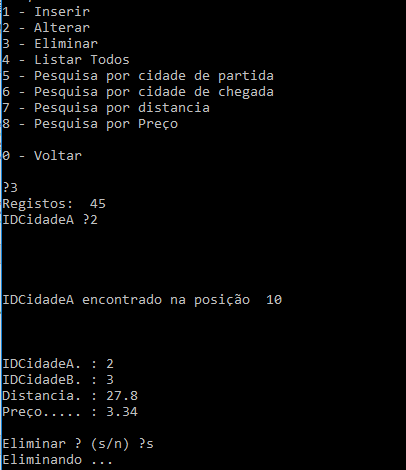 1 - Inserir
2 - Alterar
3 - Eliminar
4 - Listar Todos
5 - Pesquisa por cidade de partida
6 - Pesquisa por cidade de chegada
7 - Pesquisa por distancia
8 - Pesquisa por Preço
0 - Voltar
?3
Registos:  45
IDCidadeA ?2
IDCidadeA encontrado na posição  10
IDCidadeA. : 2
IDCidadeB. : 3
Distancia. : 27.8
Preço..... : 3.34
Eliminar ? (s/n) ?s
Eliminando ...